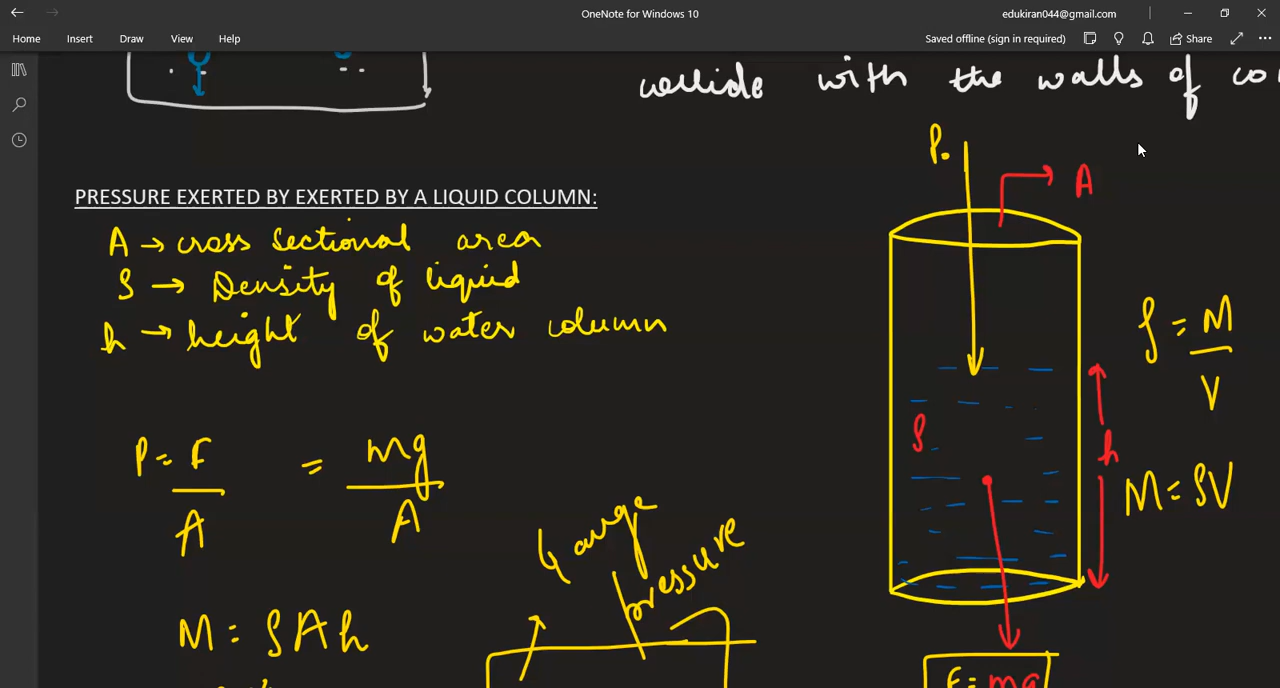 OneNote for Windows 10
edukiran044@gmail.com
Home Insert Draw View Help
Saved offline (sign in required)
Share
collide with the walls of co
P.
A
PRESSURE EXERTED BY EXERTED BY A LIQUID COLUMN:
A → cross sectional area
ρ → Density of liquid
h → height of water column
ρ = M/V
ρ
h
P = F/A = mg/A
M = ρV
Gauge
pressure
M = ρAh
F = mg